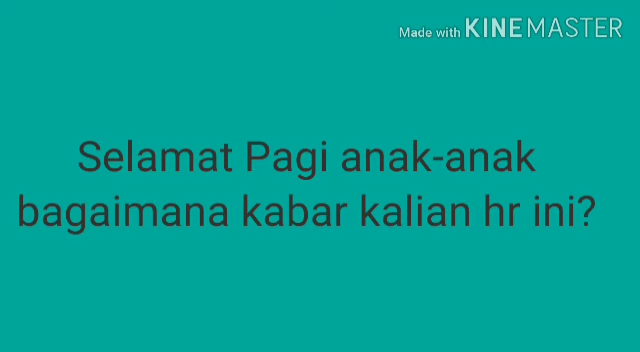 Made with KINEMASTER
Selamat Pagi anak-anak
bagaimana kabar kalian hr ini?